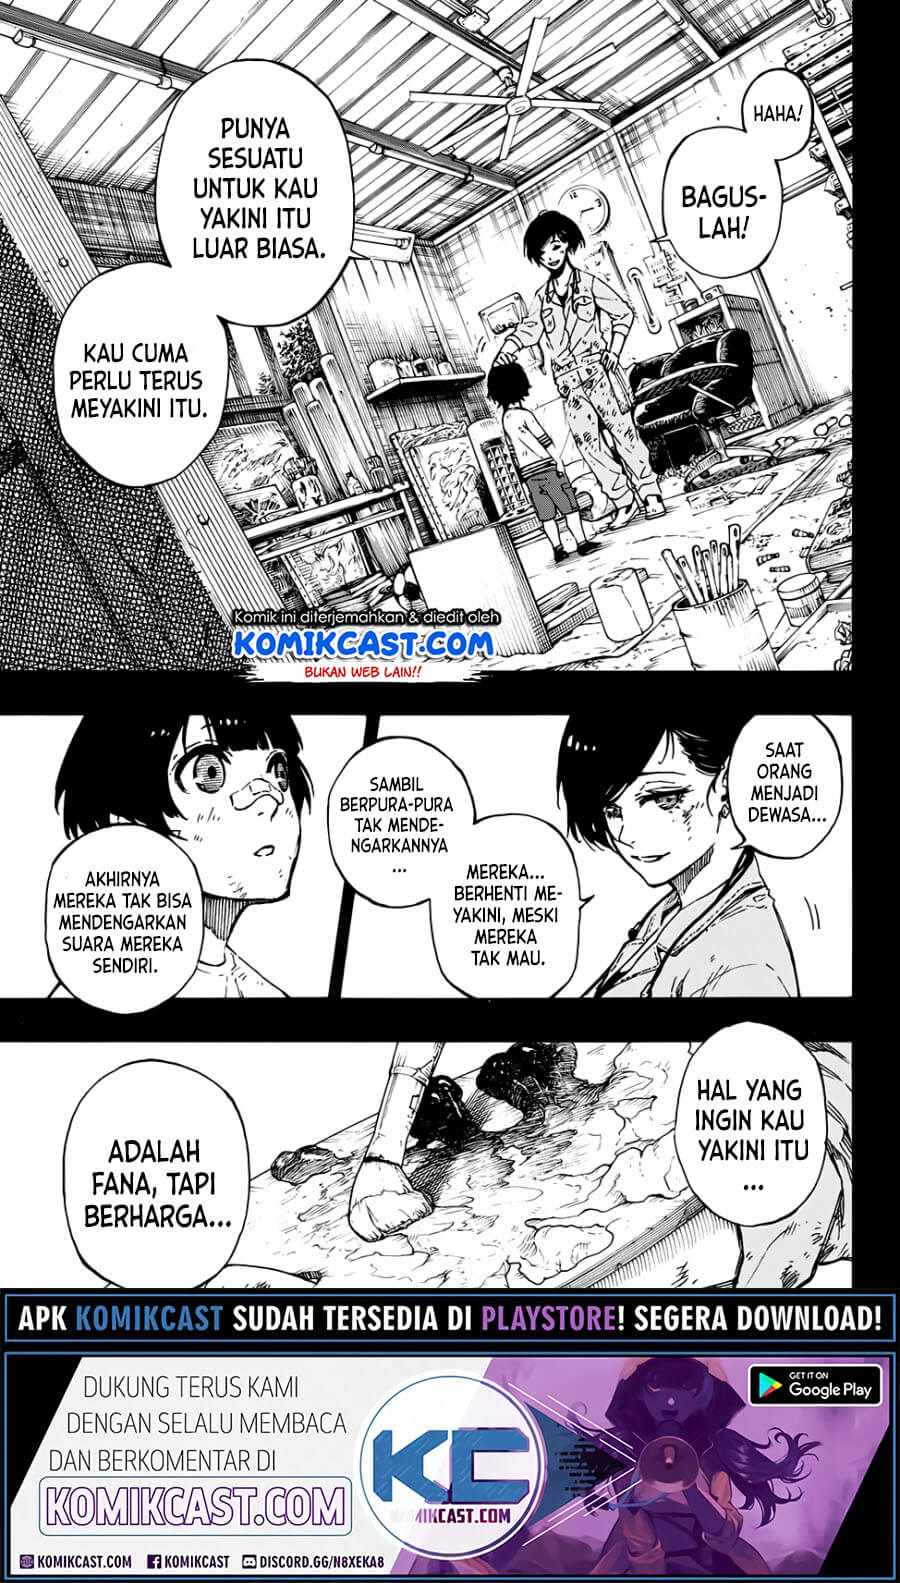 HAHA!
BAGUS-
LAH!
PUNYA
SESUATU
UNTUK KAU
YAKINI ITU
LUAR BIASA.
KAU CUMA
PERLU TERUS
MEYAKINI ITU.
Komik ini diterjemahkan & diedit oleh
KOMIKCAST.COM
BUKAN WEB LAIN!!
SAAT
ORANG
MENJADI
DEWASA...
SAMBIL
BERPURA-PURA
TAK MENDE-
NGARKANNYA
...
MEREKA...
BERHENTI ME-
YAKINI, MESKI
MEREKA
TAK MAU.
AKHIRNYA
MEREKA TAK BISA
MENDENGARKAN
SUARA MEREKA
SENDIRI.
HAL YANG
INGIN KAU
YAKINI ITU
...
ADALAH
FANA, TAPI
BERHARGA...
APK KOMIKCAST SUDAH TERSEDIA DI PLAYSTORE! SEGERA DOWNLOAD!
DUKUNG TERUS KAMI
DENGAN SELALU MEMBACA
DAN BERKOMENTAR DI
KOMIKCAST.COM
KC
KOMIKCAST.COM
GET IT ON
Google Play
KOMIKCAST.COM KOMIKCAST DISCORD.GG/N8XEKA8